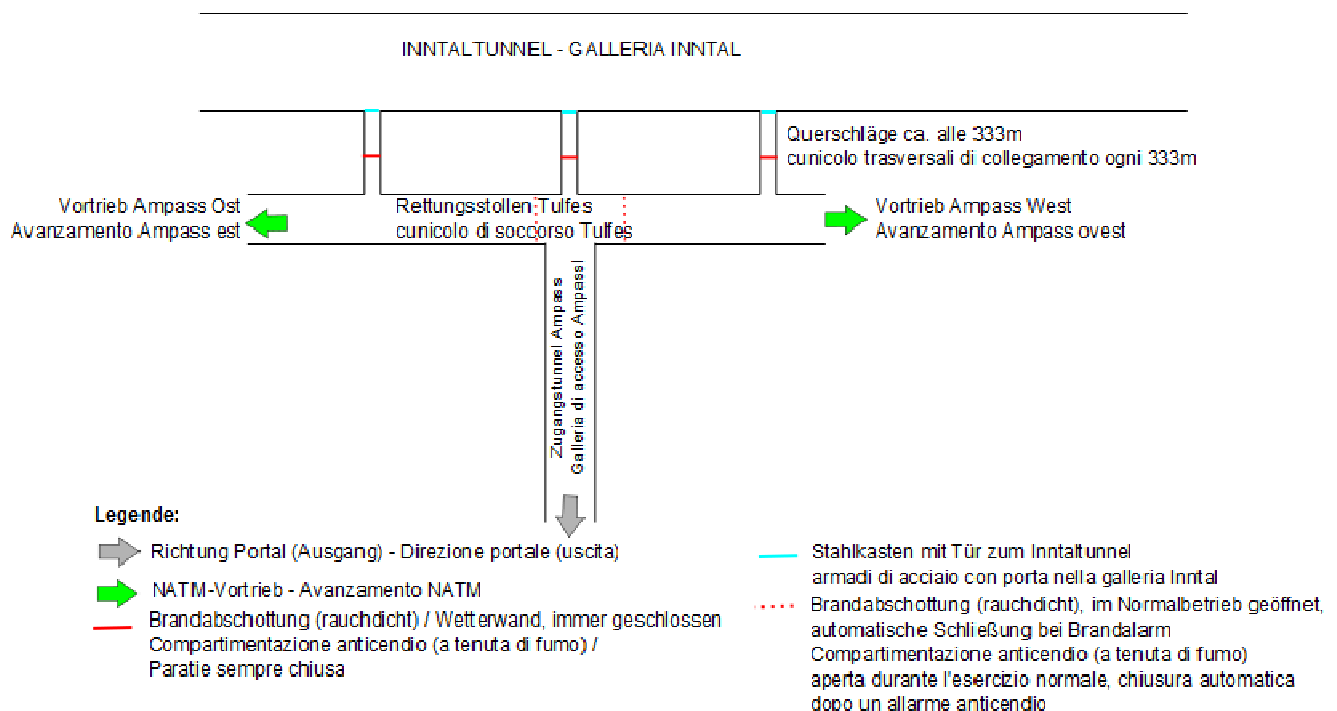 INNTALTUNNEL - GALLERIA INNTAL
Querschläge ca. alle 333m
cunicolo trasversali di collegamento ogni 333m
Vortrieb Ampass Ost
Avanzamento Ampass est
Rettungsstollen Tulfes
cunicolo di soccorso Tulfes
Vortrieb Ampass West
Avanzamento Ampass ovest
Zugangstunnel Ampass
Galleria di accesso Ampassl
Legende:
Richtung Portal (Ausgang) - Direzione portale (uscita)
NATM-Vortrieb - Avanzamento NATM
Brandabschottung (rauchdicht) / Wetterwand, immer geschlossen
Compartimentazione anticendio (a tenuta di fumo) /
Paratie sempre chiusa
Stahlkasten mit Tür zum Inntaltunnel
armadi di acciaio con porta nella galleria Inntal
Brandabschottung (rauchdicht), im Normalbetrieb geöffnet,
automatische Schließung bei Brandalarm
Compartimentazione anticendio (a tenuta di fumo)
aperta durante l'esercizio normale, chiusura automatica
dopo un allarme anticendio